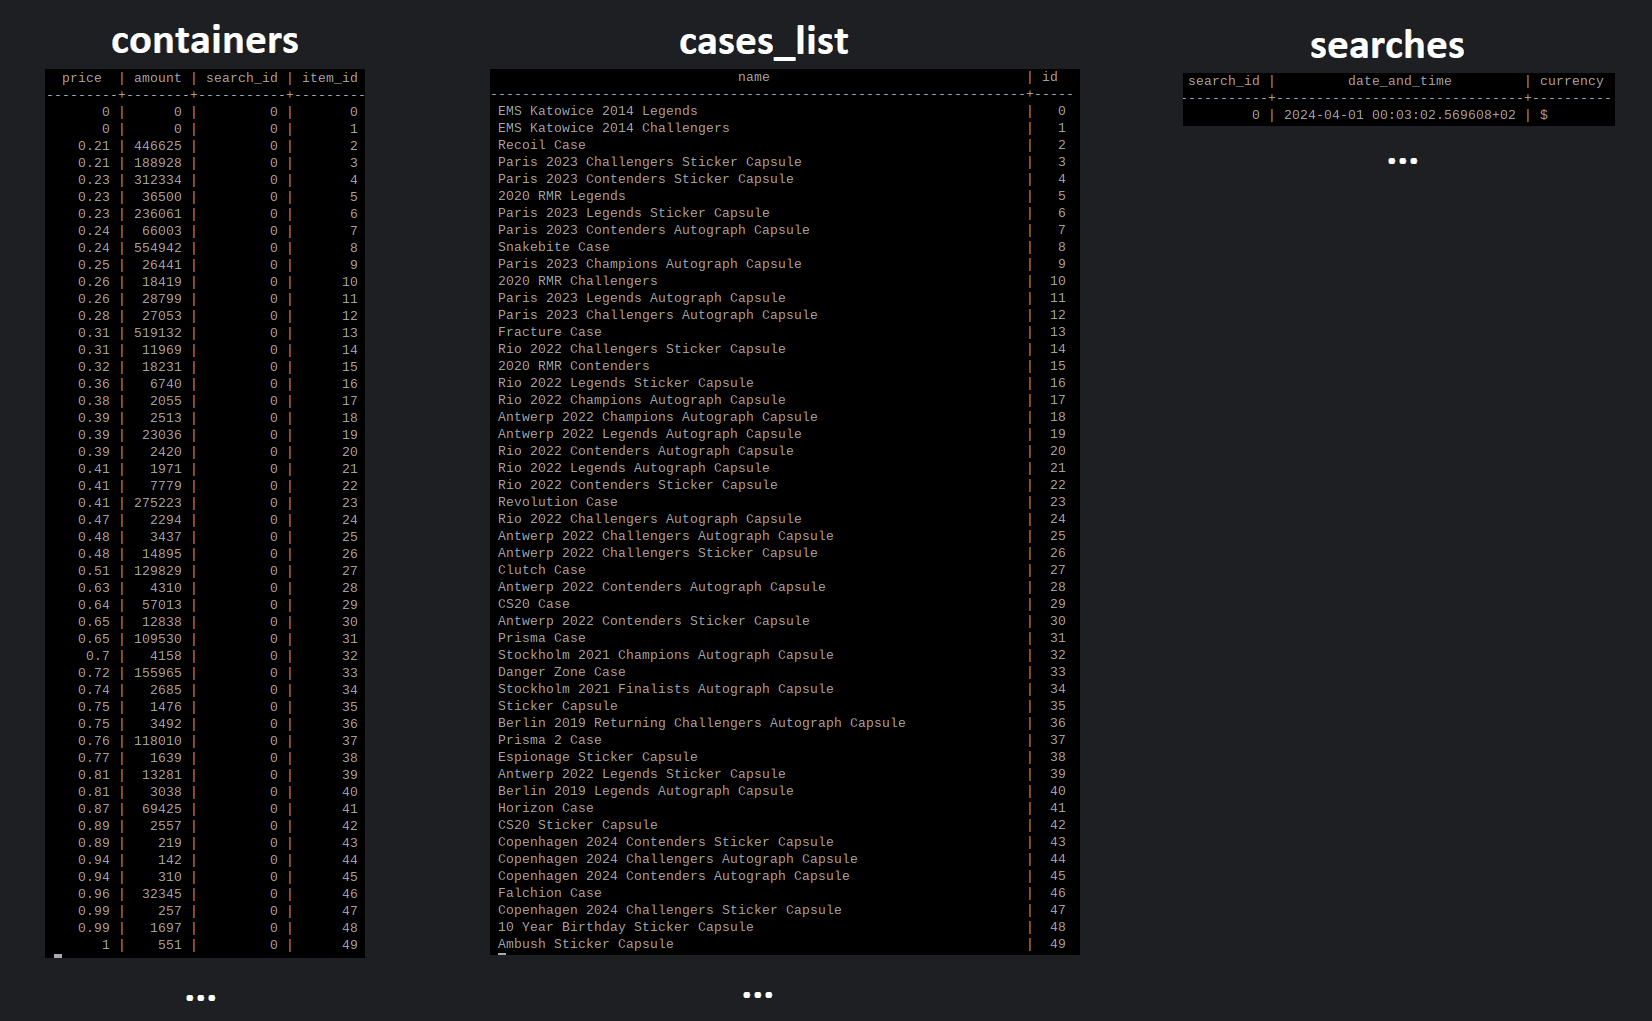 containers
price | amount | search_id | item_id
---------+--------+-----------+---------
0 | 0 | 0 | 0
0 | 0 | 0 | 1
0.21 | 446625 | 0 | 2
0.21 | 188928 | 0 | 3
0.23 | 312334 | 0 | 4
0.23 | 36500 | 0 | 5
0.23 | 236061 | 0 | 6
0.24 | 66003 | 0 | 7
0.24 | 554942 | 0 | 8
0.25 | 26441 | 0 | 9
0.26 | 18419 | 0 | 10
0.26 | 28799 | 0 | 11
0.28 | 27053 | 0 | 12
0.31 | 519132 | 0 | 13
0.31 | 11969 | 0 | 14
0.32 | 18231 | 0 | 15
0.36 | 6740 | 0 | 16
0.38 | 2055 | 0 | 17
0.39 | 2513 | 0 | 18
0.39 | 23036 | 0 | 19
0.39 | 2420 | 0 | 20
0.41 | 1971 | 0 | 21
0.41 | 7779 | 0 | 22
0.41 | 275223 | 0 | 23
0.47 | 2294 | 0 | 24
0.48 | 3437 | 0 | 25
0.48 | 14895 | 0 | 26
0.51 | 129829 | 0 | 27
0.63 | 4310 | 0 | 28
0.64 | 57013 | 0 | 29
0.65 | 12838 | 0 | 30
0.65 | 109530 | 0 | 31
0.7 | 4158 | 0 | 32
0.72 | 155965 | 0 | 33
0.74 | 2685 | 0 | 34
0.75 | 1476 | 0 | 35
0.75 | 3492 | 0 | 36
0.76 | 118010 | 0 | 37
0.77 | 1639 | 0 | 38
0.81 | 13281 | 0 | 39
0.81 | 3038 | 0 | 40
0.87 | 69425 | 0 | 41
0.89 | 2557 | 0 | 42
0.89 | 219 | 0 | 43
0.94 | 142 | 0 | 44
0.94 | 310 | 0 | 45
0.96 | 32345 | 0 | 46
0.99 | 257 | 0 | 47
0.99 | 1697 | 0 | 48
1 | 551 | 0 | 49
...
cases_list
name | id
-------------------------------------------------------------------+-----
EMS Katowice 2014 Legends | 0
EMS Katowice 2014 Challengers | 1
Recoil Case | 2
Paris 2023 Challengers Sticker Capsule | 3
Paris 2023 Contenders Sticker Capsule | 4
2020 RMR Legends | 5
Paris 2023 Legends Sticker Capsule | 6
Paris 2023 Contenders Autograph Capsule | 7
Snakebite Case | 8
Paris 2023 Champions Autograph Capsule | 9
2020 RMR Challengers | 10
Paris 2023 Legends Autograph Capsule | 11
Paris 2023 Challengers Autograph Capsule | 12
Fracture Case | 13
Rio 2022 Challengers Sticker Capsule | 14
2020 RMR Contenders | 15
Rio 2022 Legends Sticker Capsule | 16
Rio 2022 Champions Autograph Capsule | 17
Antwerp 2022 Champions Autograph Capsule | 18
Antwerp 2022 Legends Autograph Capsule | 19
Rio 2022 Contenders Autograph Capsule | 20
Rio 2022 Legends Autograph Capsule | 21
Rio 2022 Contenders Sticker Capsule | 22
Revolution Case | 23
Rio 2022 Challengers Autograph Capsule | 24
Antwerp 2022 Challengers Autograph Capsule | 25
Antwerp 2022 Challengers Sticker Capsule | 26
Clutch Case | 27
Antwerp 2022 Contenders Autograph Capsule | 28
CS20 Case | 29
Antwerp 2022 Contenders Sticker Capsule | 30
Prisma Case | 31
Stockholm 2021 Champions Autograph Capsule | 32
Danger Zone Case | 33
Stockholm 2021 Finalists Autograph Capsule | 34
Sticker Capsule | 35
Berlin 2019 Returning Challengers Autograph Capsule | 36
Prisma 2 Case | 37
Espionage Sticker Capsule | 38
Antwerp 2022 Legends Sticker Capsule | 39
Berlin 2019 Legends Autograph Capsule | 40
Horizon Case | 41
CS20 Sticker Capsule | 42
Copenhagen 2024 Contenders Sticker Capsule | 43
Copenhagen 2024 Challengers Autograph Capsule | 44
Copenhagen 2024 Contenders Autograph Capsule | 45
Falchion Case | 46
Copenhagen 2024 Challengers Sticker Capsule | 47
10 Year Birthday Sticker Capsule | 48
Ambush Sticker Capsule | 49
...
searches
search_id | date_and_time | currency
-----------+-------------------------------+----------
0 | 2024-04-01 00:03:02.569608+02 | $
...